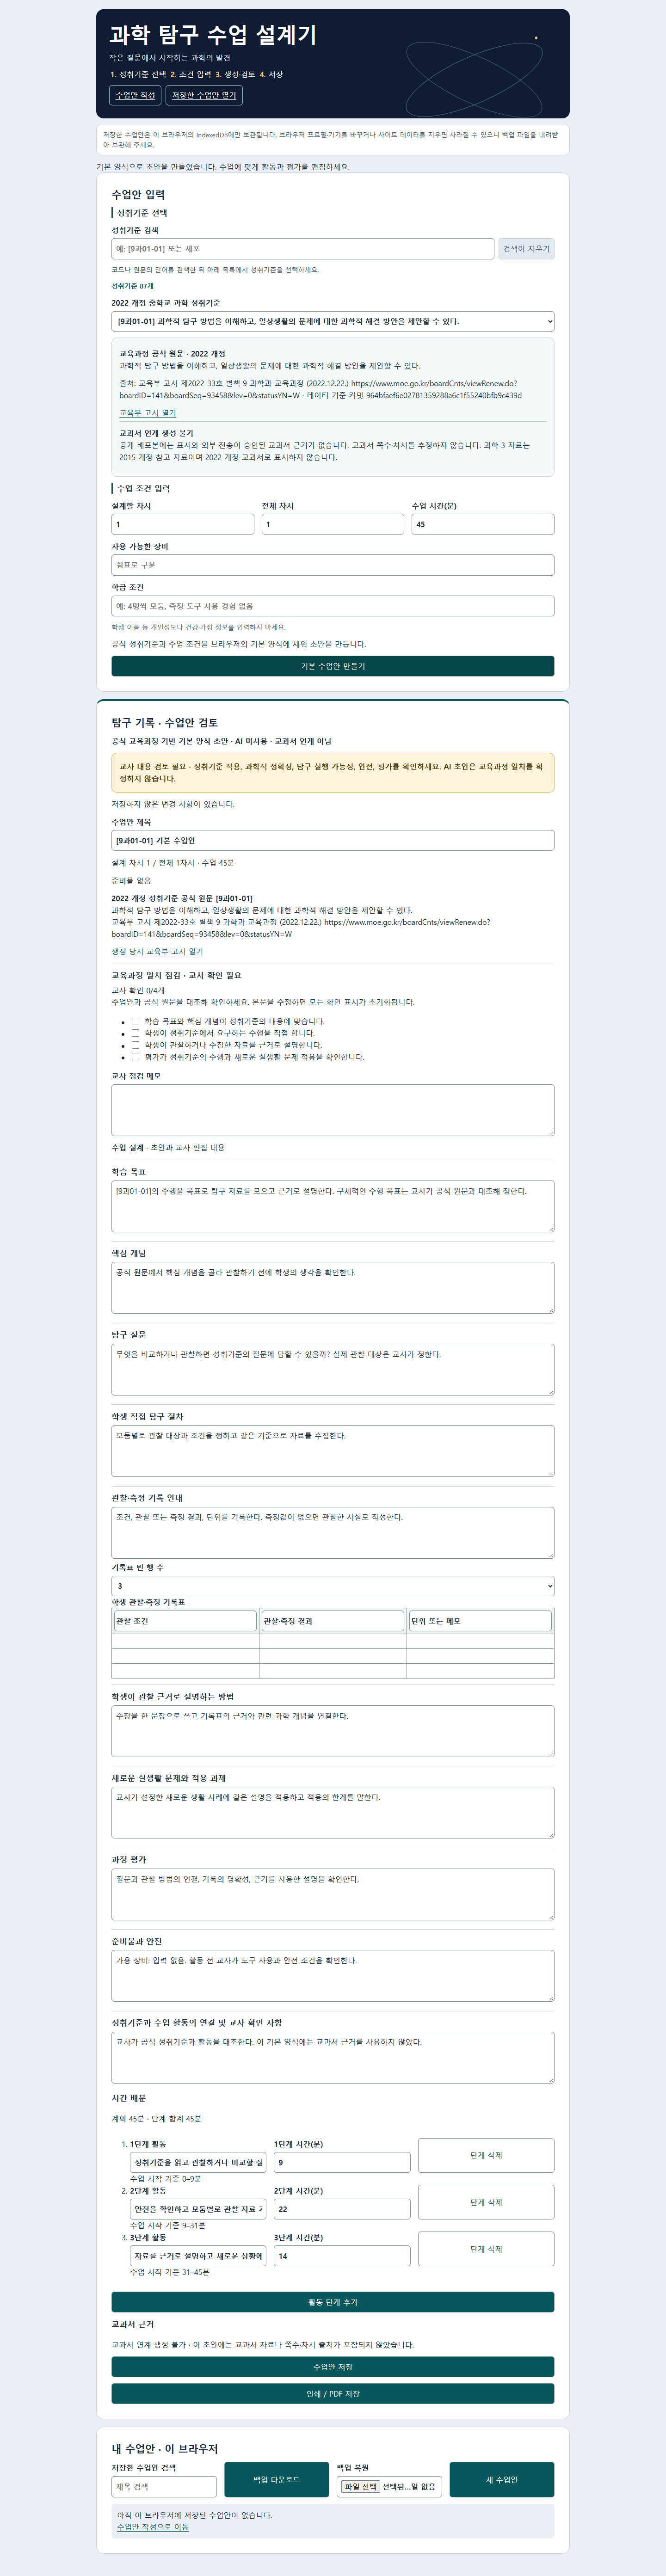 과학 탐구 수업 설계기
작은 질문에서 시작하는 과학의 발견
1. 성취기준 선택 2. 조건 입력 3. 생성·검토 4. 저장
수업안 작성 저장한 수업안 열기
저장한 수업안은 이 브라우저의 IndexedDB에만 보관됩니다. 브라우저 프로필·기기를 바꾸거나 사이트 데이터를 지우면 사라질 수 있으니 백업 파일을 내려받
아 보관해 주세요.
기본 양식으로 초안을 만들었습니다. 수업에 맞게 활동과 평가를 편집하세요.
수업안 입력
성취기준 선택
성취기준 검색
예: [9과01-01] 또는 세포 검색어 지우기
코드나 원문의 단어를 검색한 뒤 아래 목록에서 성취기준을 선택하세요.
성취기준 87개
2022 개정 중학교 과학 성취기준
[9과01-01] 과학적 탐구 방법을 이해하고, 일상생활의 문제에 대한 과학적 해결 방안을 제안할 수 있다.
교육과정 공식 원문 · 2022 개정
과학적 탐구 방법을 이해하고, 일상생활의 문제에 대한 과학적 해결 방안을 제안할 수 있다.
출처: 교육부 고시 제2022-33호 별책 9 과학과 교육과정 (2022.12.22.) https://www.moe.go.kr/boardCnts/viewRenew.do?
boardID=141&boardSeq=93458&lev=0&statusYN=W · 데이터 기준 커밋 964bfaef6e02781359288a6c1f55240bfb9c439d
교육부 고시 열기
교과서 연계 생성 불가
공개 배포본에는 표시와 외부 전송이 승인된 교과서 근거가 없습니다. 교과서 쪽수·차시를 추정하지 않습니다. 과학 3 자료는
2015 개정 참고 자료이며 2022 개정 교과서로 표시하지 않습니다.
수업 조건 입력
설계할 차시 전체 차시 수업 시간(분)
1 1 45
사용 가능한 장비
쉼표로 구분
학급 조건
예: 4명씩 모둠, 측정 도구 사용 경험 없음
학생 이름 등 개인정보나 건강·가정 정보를 입력하지 마세요.
공식 성취기준과 수업 조건을 브라우저의 기본 양식에 채워 초안을 만듭니다.
기본 수업안 만들기
탐구 기록 · 수업안 검토
공식 교육과정 기반 기본 양식 초안 · AI 미사용 · 교과서 연계 아님
교사 내용 검토 필요 · 성취기준 적용, 과학적 정확성, 탐구 실행 가능성, 안전, 평가를 확인하세요. AI 초안은 교육과정 일치를 확
정하지 않습니다.
저장하지 않은 변경 사항이 있습니다.
수업안 제목
[9과01-01] 기본 수업안
설계 차시 1 / 전체 1차시 · 수업 45분
준비물 없음
2022 개정 성취기준 공식 원문 [9과01-01]
과학적 탐구 방법을 이해하고, 일상생활의 문제에 대한 과학적 해결 방안을 제안할 수 있다.
교육부 고시 제2022-33호 별책 9 과학과 교육과정 (2022.12.22.) https://www.moe.go.kr/boardCnts/viewRenew.do?
boardID=141&boardSeq=93458&lev=0&statusYN=W
생성 당시 교육부 고시 열기
교육과정 일치 점검 · 교사 확인 필요
교사 확인 0/4개
수업안과 공식 원문을 대조해 확인하세요. 본문을 수정하면 모든 확인 표시가 초기화됩니다.
학습 목표와 핵심 개념이 성취기준의 내용에 맞습니다.
학생이 성취기준에서 요구하는 수행을 직접 합니다.
학생이 관찰하거나 수집한 자료를 근거로 설명합니다.
평가가 성취기준의 수행과 새로운 실생활 문제 적용을 확인합니다.
교사 점검 메모
수업 설계 · 초안과 교사 편집 내용
학습 목표
[9과01-01]의 수행을 목표로 탐구 자료를 모으고 근거로 설명한다. 구체적인 수행 목표는 교사가 공식 원문과 대조해 정한다.
핵심 개념
공식 원문에서 핵심 개념을 골라 관찰하기 전에 학생의 생각을 확인한다.
탐구 질문
무엇을 비교하거나 관찰하면 성취기준의 질문에 답할 수 있을까? 실제 관찰 대상은 교사가 정한다.
학생 직접 탐구 절차
모둠별로 관찰 대상과 조건을 정하고 같은 기준으로 자료를 수집한다.
관찰·측정 기록 안내
조건, 관찰 또는 측정 결과, 단위를 기록한다. 측정값이 없으면 관찰한 사실로 작성한다.
기록표 빈 행 수
3
학생 관찰·측정 기록표
관찰 조건 관찰·측정 결과 단위 또는 메모
학생이 관찰 근거로 설명하는 방법
주장을 한 문장으로 쓰고 기록표의 근거와 관련 과학 개념을 연결한다.
새로운 실생활 문제와 적용 과제
교사가 선정한 새로운 생활 사례에 같은 설명을 적용하고 적용의 한계를 말한다.
과정 평가
질문과 관찰 방법의 연결, 기록의 명확성, 근거를 사용한 설명을 확인한다.
준비물과 안전
가용 장비: 입력 없음. 활동 전 교사가 도구 사용과 안전 조건을 확인한다.
성취기준과 수업 활동의 연결 및 교사 확인 사항
교사가 공식 성취기준과 활동을 대조한다. 이 기본 양식에는 교과서 근거를 사용하지 않았다.
시간 배분
계획 45분 · 단계 합계 45분
1. 1단계 활동 1단계 시간(분)
성취기준을 읽고 관찰하거나 비교할 질 9 단계 삭제
수업 시작 기준 0–9분
2. 2단계 활동 2단계 시간(분)
안전을 확인하고 모둠별로 관찰 자료 22 단계 삭제
수업 시작 기준 9–31분
3. 3단계 활동 3단계 시간(분)
자료를 근거로 설명하고 새로운 상황에 14 단계 삭제
수업 시작 기준 31–45분
활동 단계 추가
교과서 근거
교과서 연계 생성 불가 · 이 초안에는 교과서 자료나 쪽수·차시 출처가 포함되지 않았습니다.
수업안 저장
인쇄 / PDF 저장
내 수업안 · 이 브라우저
저장한 수업안 검색 백업 다운로드 백업 복원 새 수업안
제목 검색 파일 선택 선택된...일 없음
아직 이 브라우저에 저장된 수업안이 없습니다.
수업안 작성으로 이동